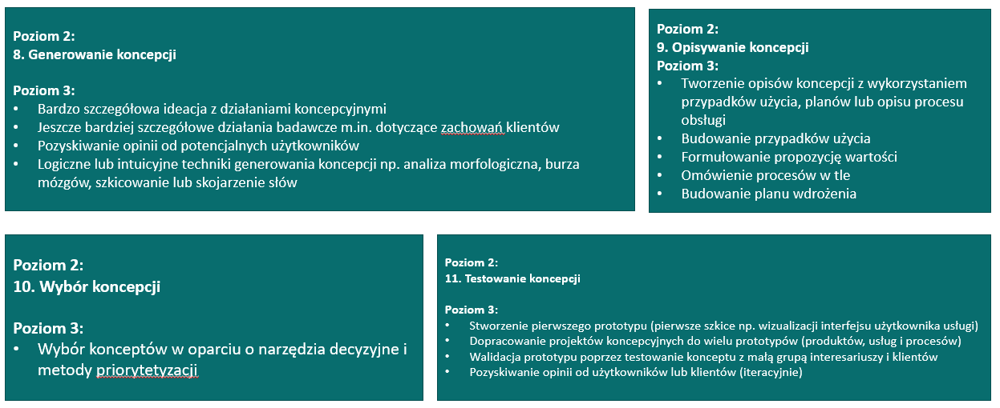 Poziom 2:
8. Generowanie koncepcji
Poziom 3:
• Bardzo szczegółowa ideacja z działaniami koncepcyjnymi
• Jeszcze bardziej szczegółowe działania badawcze m.in. dotyczące zachowań klientów
• Pozyskiwanie opinii od potencjalnych użytkowników
• Logiczne lub intuicyjne techniki generowania koncepcji np. analiza morfologiczna, burza
mózgów, szkicowanie lub skojarzenie słów
Poziom 2:
9. Opisywanie koncepcji
Poziom 3:
• Tworzenie opisów koncepcji z wykorzystaniem
przypadków użycia, planów lub opisu procesu
obsługi
• Budowanie przypadków użycia
• Formułowanie propozycję wartości
• Omówienie procesów w tle
• Budowanie planu wdrożenia
Poziom 2:
10. Wybór koncepcji
Poziom 3:
• Wybór konceptów w oparciu o narzędzia decyzyjne i
metody priorytetyzacji
Poziom 2:
11. Testowanie koncepcji
Poziom 3:
• Stworzenie pierwszego prototypu (pierwsze szkice np. wizualizacji interfejsu użytkownika usługi)
• Dopracowanie projektów koncepcyjnych do wielu prototypów (produktów, usług i procesów)
• Walidacja prototypu poprzez testowanie konceptu z małą grupą interesariuszy i klientów
• Pozyskiwanie opinii od użytkowników lub klientów (iteracyjnie)